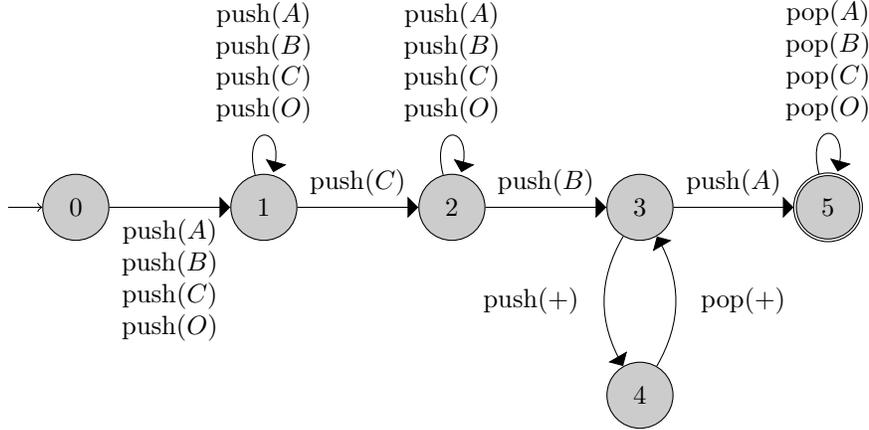 push(A)
push(B)
push(C)
push(O)
push(A)
push(B)
push(C)
push(O)
pop(A)
pop(B)
pop(C)
pop(O)
0
push(A)
push(B)
push(C)
push(O)
1
push(C)
2
push(B)
3
push(A)
5
push(+)
pop(+)
4